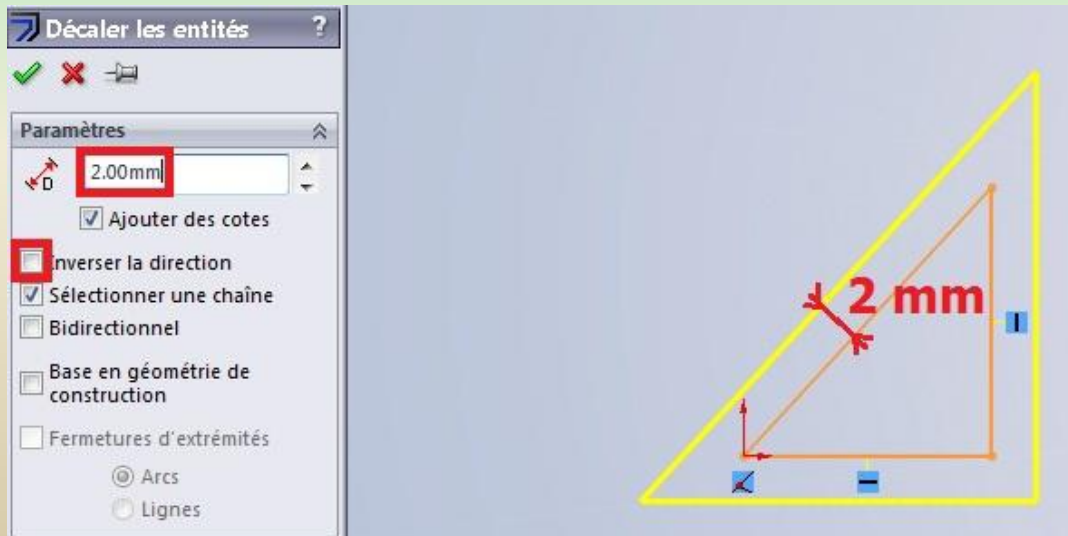 Décaler les entités ?
Paramètres
D 2.00mm
Ajouter des cotes
Inverser la direction
Sélectionner une chaîne
Bidirectionnel
Base en géométrie de
construction
Fermetures d'extrémités
Arcs
Lignes
2 mm